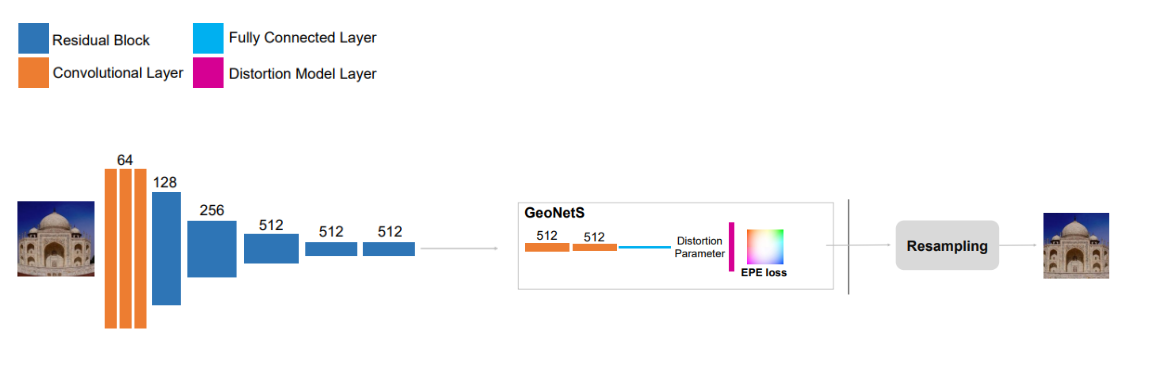 Residual Block
Fully Connected Layer
Convolutional Layer
Distortion Model Layer
64
128
256
512
512
512
GeoNetS
512
512
Distortion
Parameter
EPE loss
Resampling